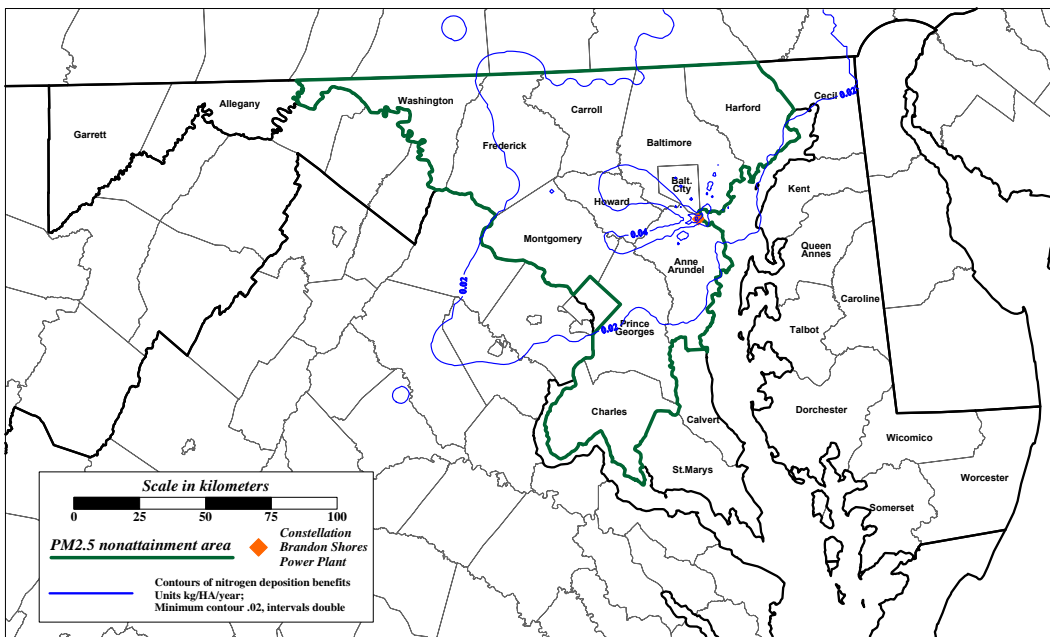 Cecil
0.02
Allegany
Washington
Carroll
Harford
Garrett
Frederick
Baltimore
Balt.
City
Kent
Howard
0.04
Montgomery
Queen
Annes
Anne
Arundel
0.02
Caroline
0.02
Prince
Georges
Talbot
Charles
Calvert
Dorchester
Wicomico
St.Marys
Worcester
Somerset
Scale in kilometers
0 25 50 75 100
PM2.5 nonattainment area
Constellation
Brandon Shores
Power Plant
Contours of nitrogen deposition benefits
Units kg/HA/year;
Minimum contour .02, intervals double